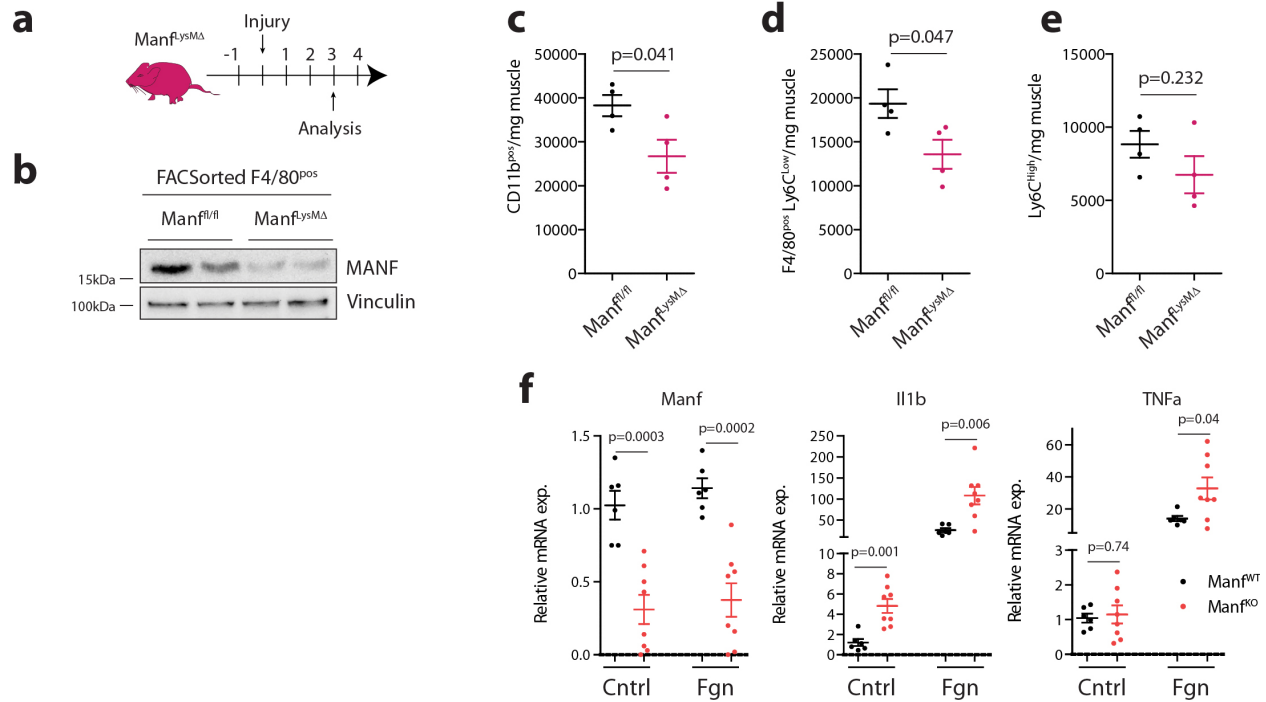 a
Injury
Manf^LysMΔ
-1 1 2 3 4
Analysis
b
FACSorted F4/80^pos
Manf^fl/fl Manf^LysMΔ
15kDa
MANF
100kDa
Vinculin
c
p=0.041
CD11b^pos/mg muscle
50000
40000
30000
20000
10000
0
Manf^fl/fl
Manf^LysMΔ
d
p=0.047
F4/80^pos Ly6C^Low/mg muscle
25000
20000
15000
10000
5000
0
Manf^fl/fl
Manf^LysMΔ
e
p=0.232
Ly6C^High/mg muscle
15000
10000
5000
0
Manf^fl/fl
Manf^LysMΔ
f
Manf
Relative mRNA exp.
p=0.0003
p=0.0002
1.5
1.0
0.5
0.0
Cntrl Fgn
Il1b
Relative mRNA exp.
p=0.006
250
200
150
100
50
p=0.001
10
8
6
4
2
0
Cntrl Fgn
TNFa
Relative mRNA exp.
p=0.04
60
40
20
p=0.74
3
2
1
0
Cntrl Fgn
Manf^WT
Manf^KO